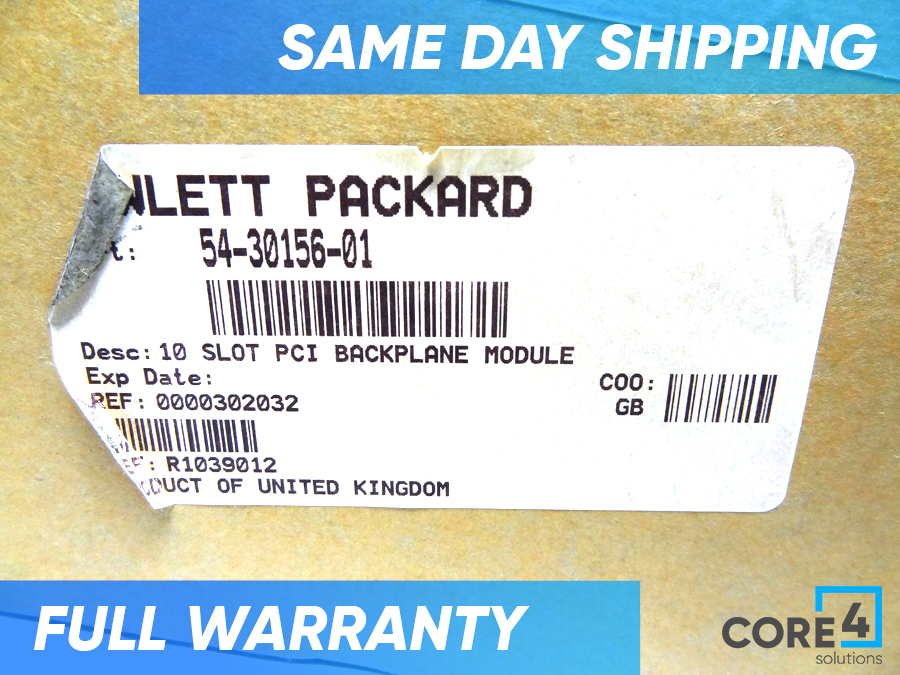 SAME DAY SHIPPING
WLETT PACKARD
t: 54-30156-01
Desc: 10 SLOT PCI BACKPLANE MODULE
Exp Date:
COO:
REF: 0000302032
GB
EF: R1039012
DUCT OF UNITED KINGDOM
FULL WARRANTY
CORE4
solutions